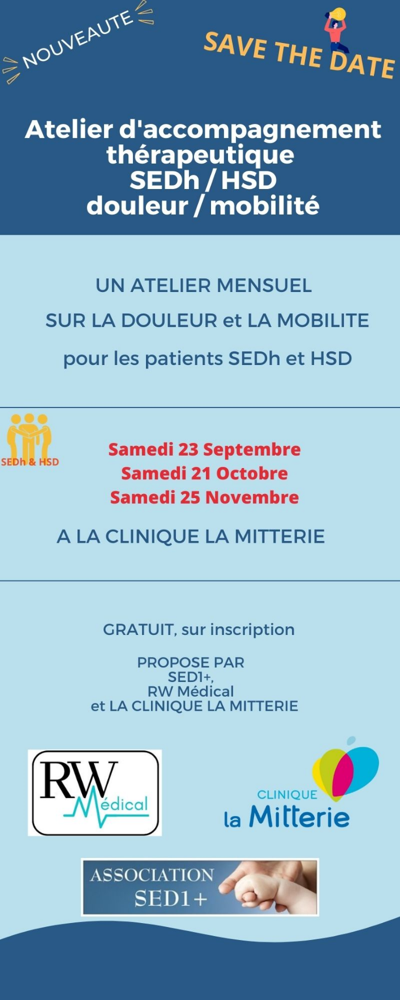 NOUVEAUTE
SAVE THE DATE
Atelier d'accompagnement
thérapeutique
SEDh / HSD
douleur / mobilité
UN ATELIER MENSUEL
SUR LA DOULEUR et LA MOBILITE
pour les patients SEDh et HSD
SEDh & HSD
Samedi 23 Septembre
Samedi 21 Octobre
Samedi 25 Novembre
A LA CLINIQUE LA MITTERIE
GRATUIT, sur inscription
PROPOSE PAR
SED1+,
RW Médical
et LA CLINIQUE LA MITTERIE
RW
Médical
CLINIQUE
la Mitterie
ASSOCIATION
SED1+